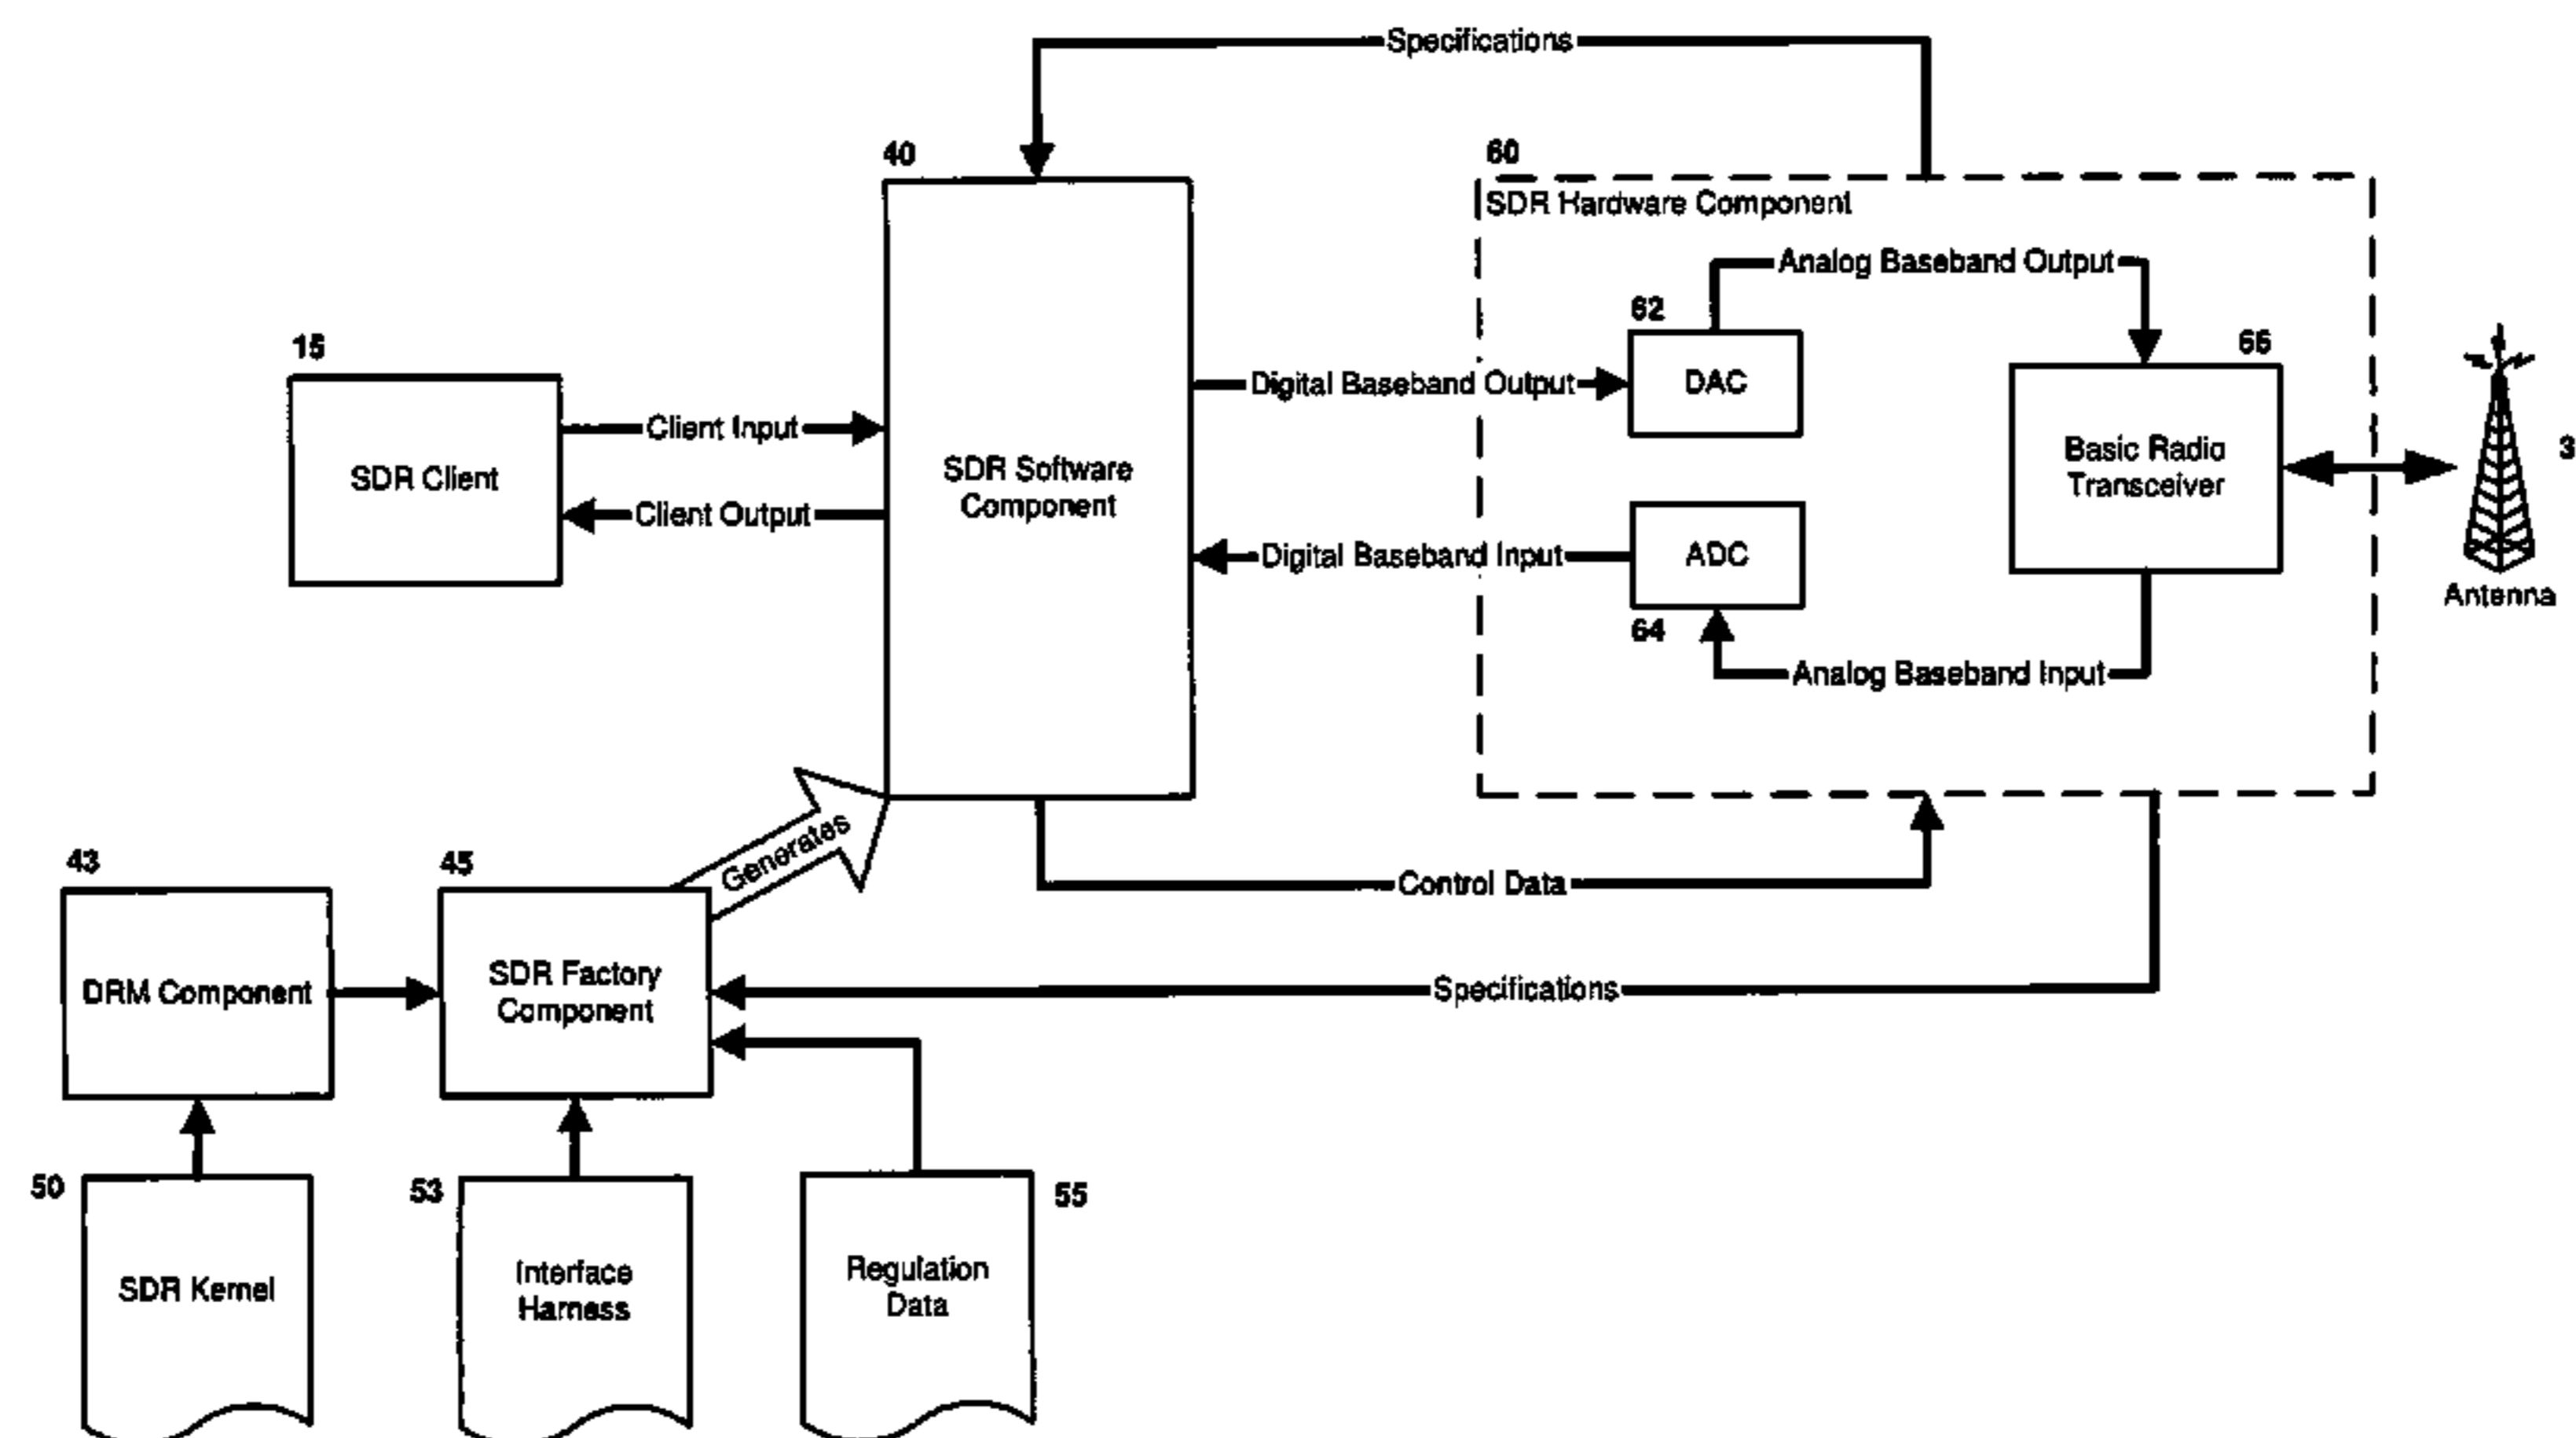 Specifications
40
60
SDR Hardware Component
Analog Baseband Output
62
15
66
DAC
Digital Baseband Output
Client Input
SDR Client
SDR Software
Component
Basic Radio
Transceiver
3
Client Output
Digital Baseband Input
ADC
Antenna
64
Analog Baseband Input
Generates
43
45
Control Data
DRM Component
SDR Factory
Component
Specifications
50
53
55
SDR Kernel
Interface
Harness
Regulation
Data